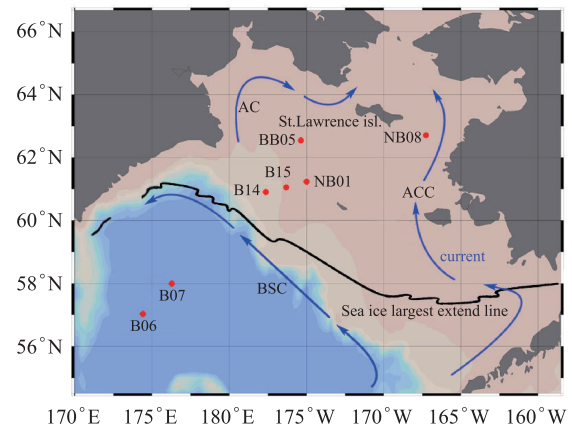 66°N
64°N
62°N
60°N
58°N
56°N
AC
St.Lawrence isl.
BB05
NB08
B15
B14
NB01
ACC
current
BSC
Sea ice largest extend line
B07
B06
170°E 175°E 180°E 175°W 170°W 165°W 160°W